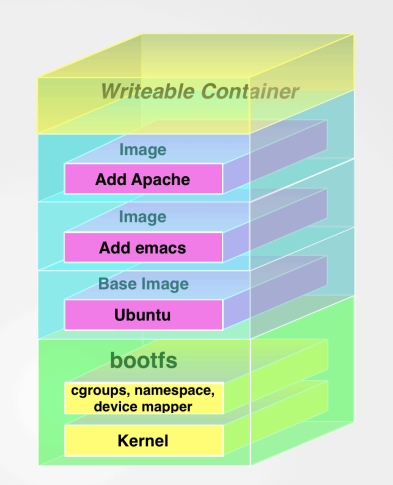 Writeable Container
Image
Add Apache
Image
Add emacs
Base Image
Ubuntu
bootfs
cgroups, namespace,
device mapper
Kernel